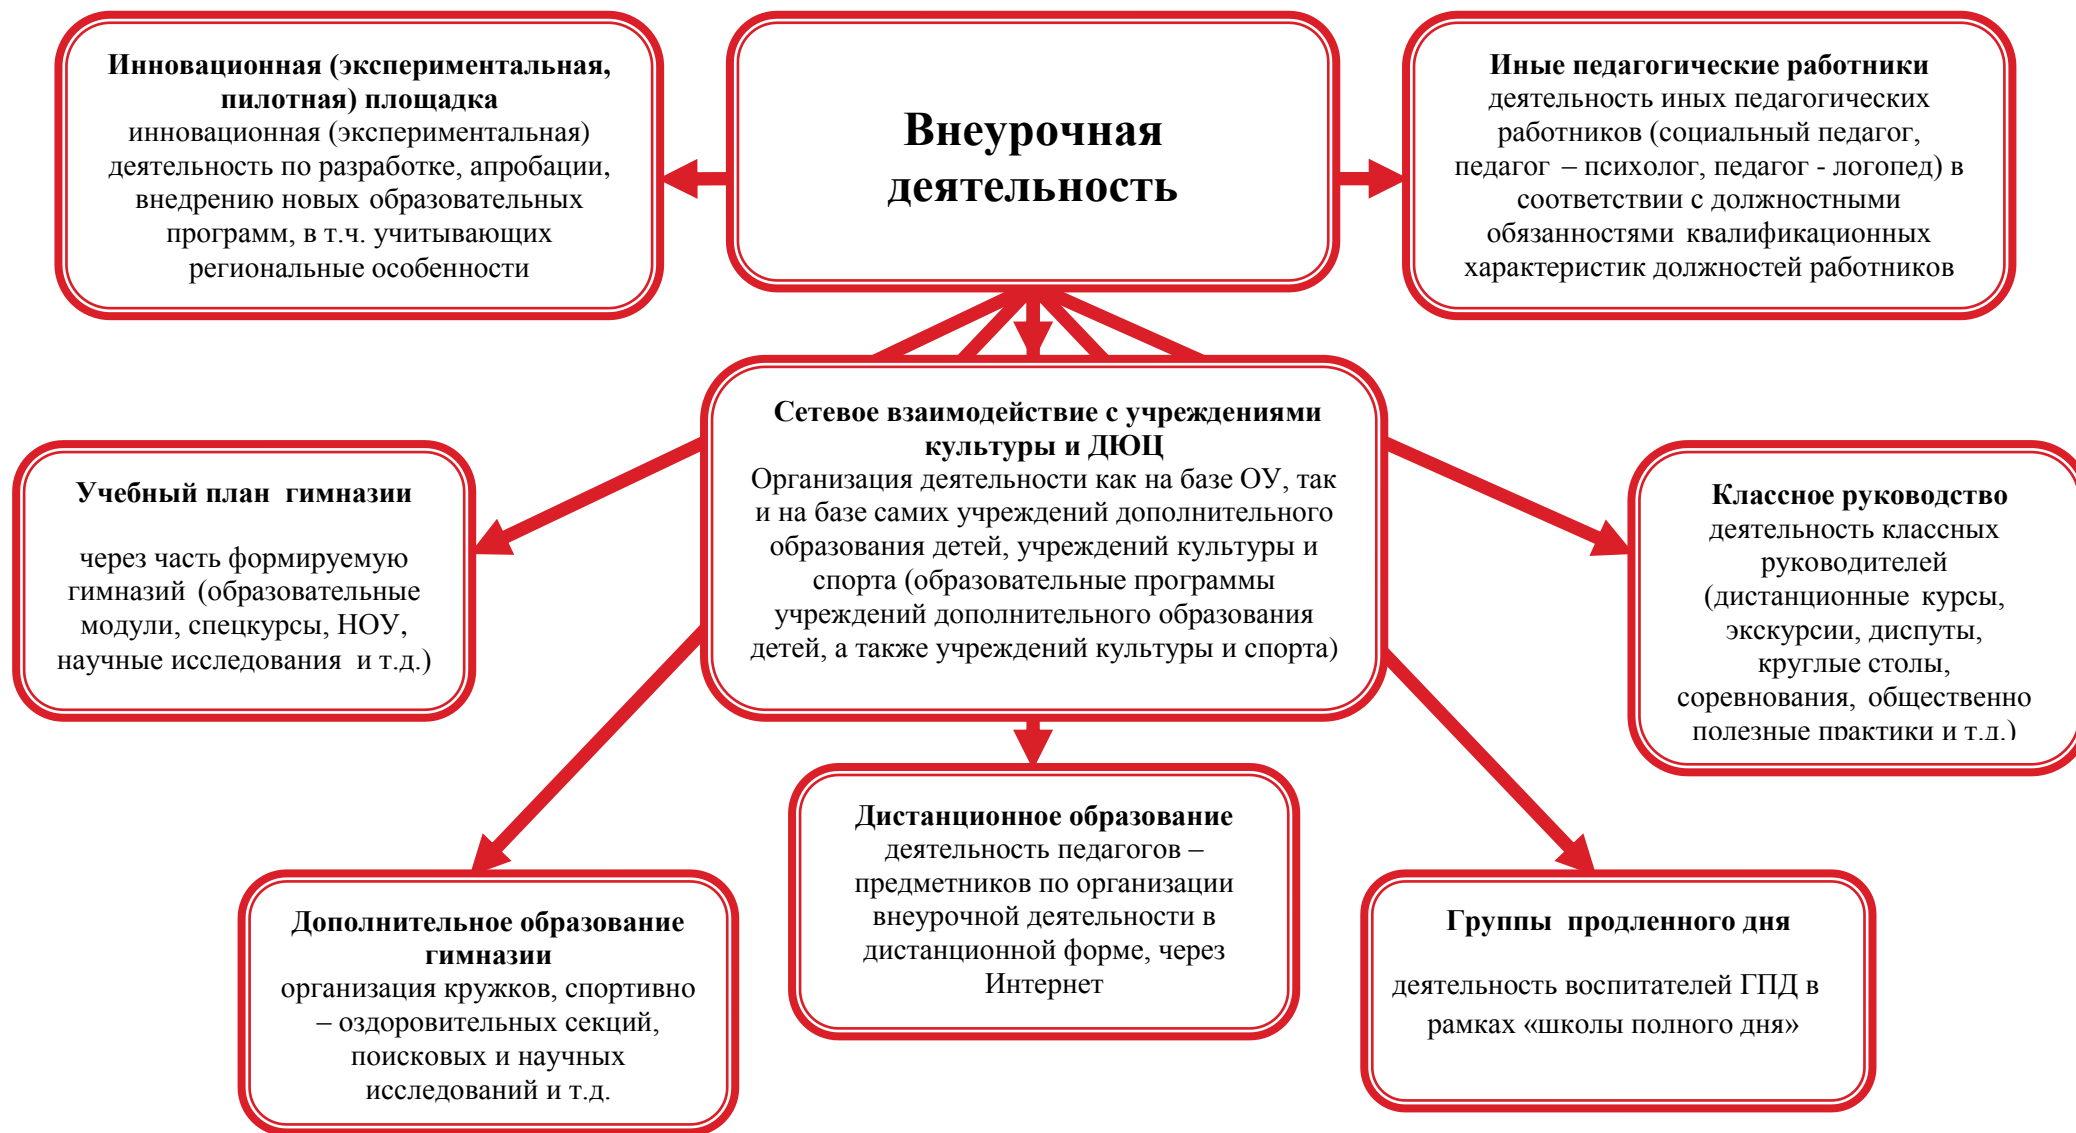 Инновационная (экспериментальная,
пилотная) площадка
инновационная (экспериментальная)
деятельность по разработке, апробации,
внедрению новых образовательных
программ, в т.ч. учитывающих
региональные особенности
Внеурочная
деятельность
Иные педагогические работники
деятельность иных педагогических
работников (социальный педагог,
педагог – психолог, педагог - логопед) в
соответствии с должностными
обязанностями квалификационных
характеристик должностей работников
Сетевое взаимодействие с учреждениями
культуры и ДЮЦ
Организация деятельности как на базе ОУ, так
и на базе самих учреждений дополнительного
образования детей, учреждений культуры и
спорта (образовательные программы
учреждений дополнительного образования
детей, а также учреждений культуры и спорта)
Учебный план гимназии
через часть формируемую
гимназий (образовательные
модули, спецкурсы, НОУ,
научные исследования и т.д.)
Классное руководство
деятельность классных
руководителей
(дистанционные курсы,
экскурсии, диспуты,
круглые столы,
соревнования, общественно
полезные практики и т.д.)
Дополнительное образование
гимназии
организация кружков, спортивно
– оздоровительных секций,
поисковых и научных
исследований и т.д.
Дистанционное образование
деятельность педагогов –
предметников по организации
внеурочной деятельности в
дистанционной форме, через
Интернет
Группы продленного дня
деятельность воспитателей ГПД в
рамках «школы полного дня»